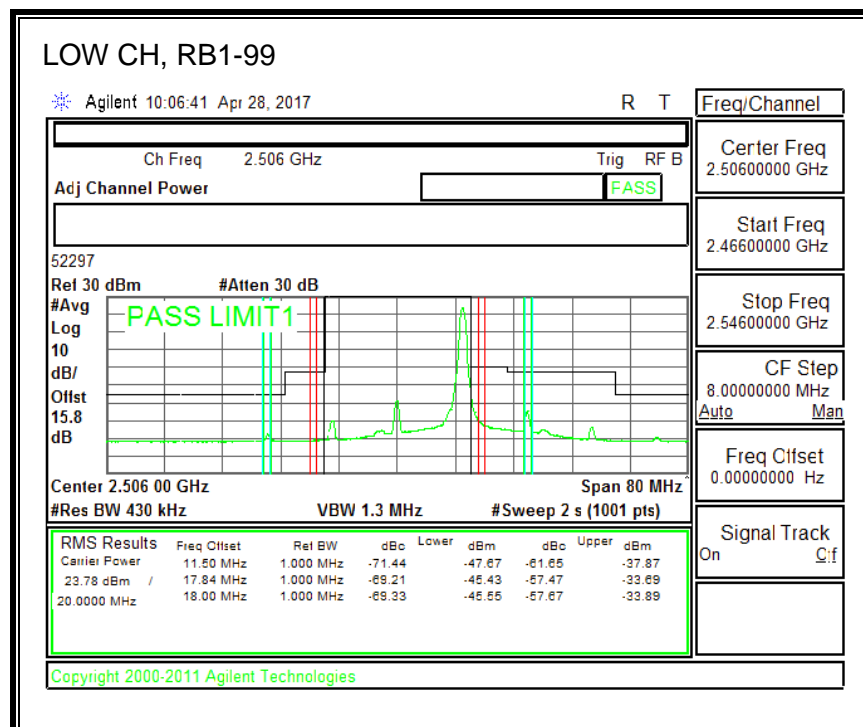 LOW CH, RB1-99
Agilent 10:06:41 Apr 28, 2017 R T
Freq/Channel
Ch Freq 2.506 GHz Trig RF B
Adj Channel Power PASS
Center Freq
2.50600000 GHz
Start Freq
2.46600000 GHz
Stop Freq
2.54600000 GHz
CF Step
8.00000000 MHz
Auto Man
Freq Offset
0.00000000 Hz
Signal Track
On Off
52297
Ref 30 dBm #Atten 30 dB
#Avg
Log
10
dB/
Offst
15.8
dB
PASS LIMIT1
Center 2.506 00 GHz Span 80 MHz
#Res BW 430 kHz VBW 1.3 MHz #Sweep 2 s (1001 pts)
RMS Results Freq Offset Ref BW dBc Lower dBm dBc Upper dBm
Carrier Power 11.50 MHz 1.000 MHz -71.44 -47.67 -61.65 -37.87
23.78 dBm / 17.84 MHz 1.000 MHz -69.21 -45.43 -57.47 -33.69
20.0000 MHz 18.00 MHz 1.000 MHz -69.33 -45.55 -57.67 -33.89
Copyright 2000-2011 Agilent Technologies